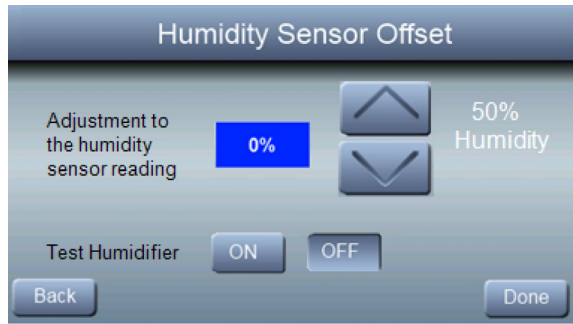 Humidity Sensor Offset
Adjustment to
the humidity
sensor reading
0%
50%
Humidity
Test Humidifier
ON
OFF
Back
Done